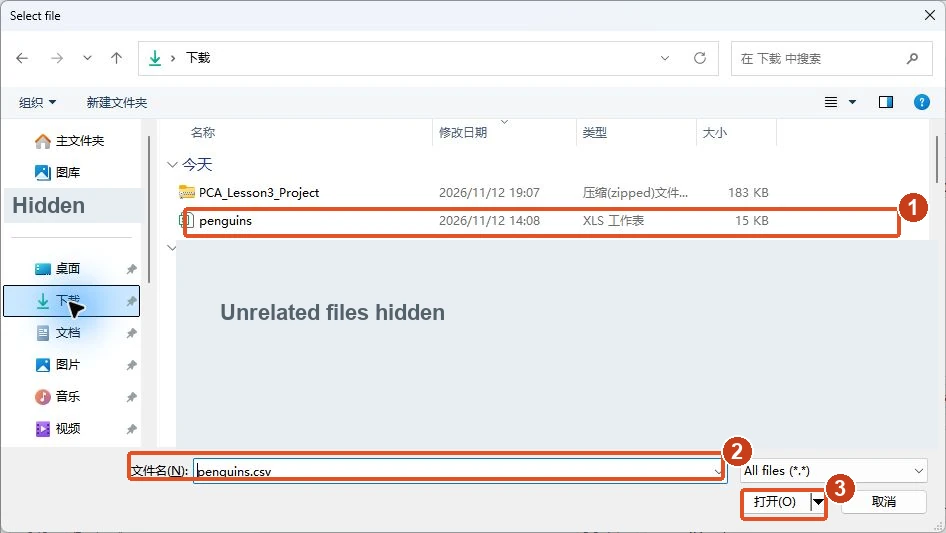 Select file
下载
在 下载 中搜索
组织
新建文件夹
名称
修改日期
类型
大小
主文件夹
图库
Hidden
桌面
下载
文档
图片
音乐
视频
今天
PCA_Lesson3_Project 2026/11/12 19:07 压缩(zipped)文件... 183 KB
penguins 2026/11/12 14:08 XLS 工作表 15 KB
1
Unrelated files hidden
文件名(N): penguins.csv
2
All files (*.*)
打开(O)
3
取消